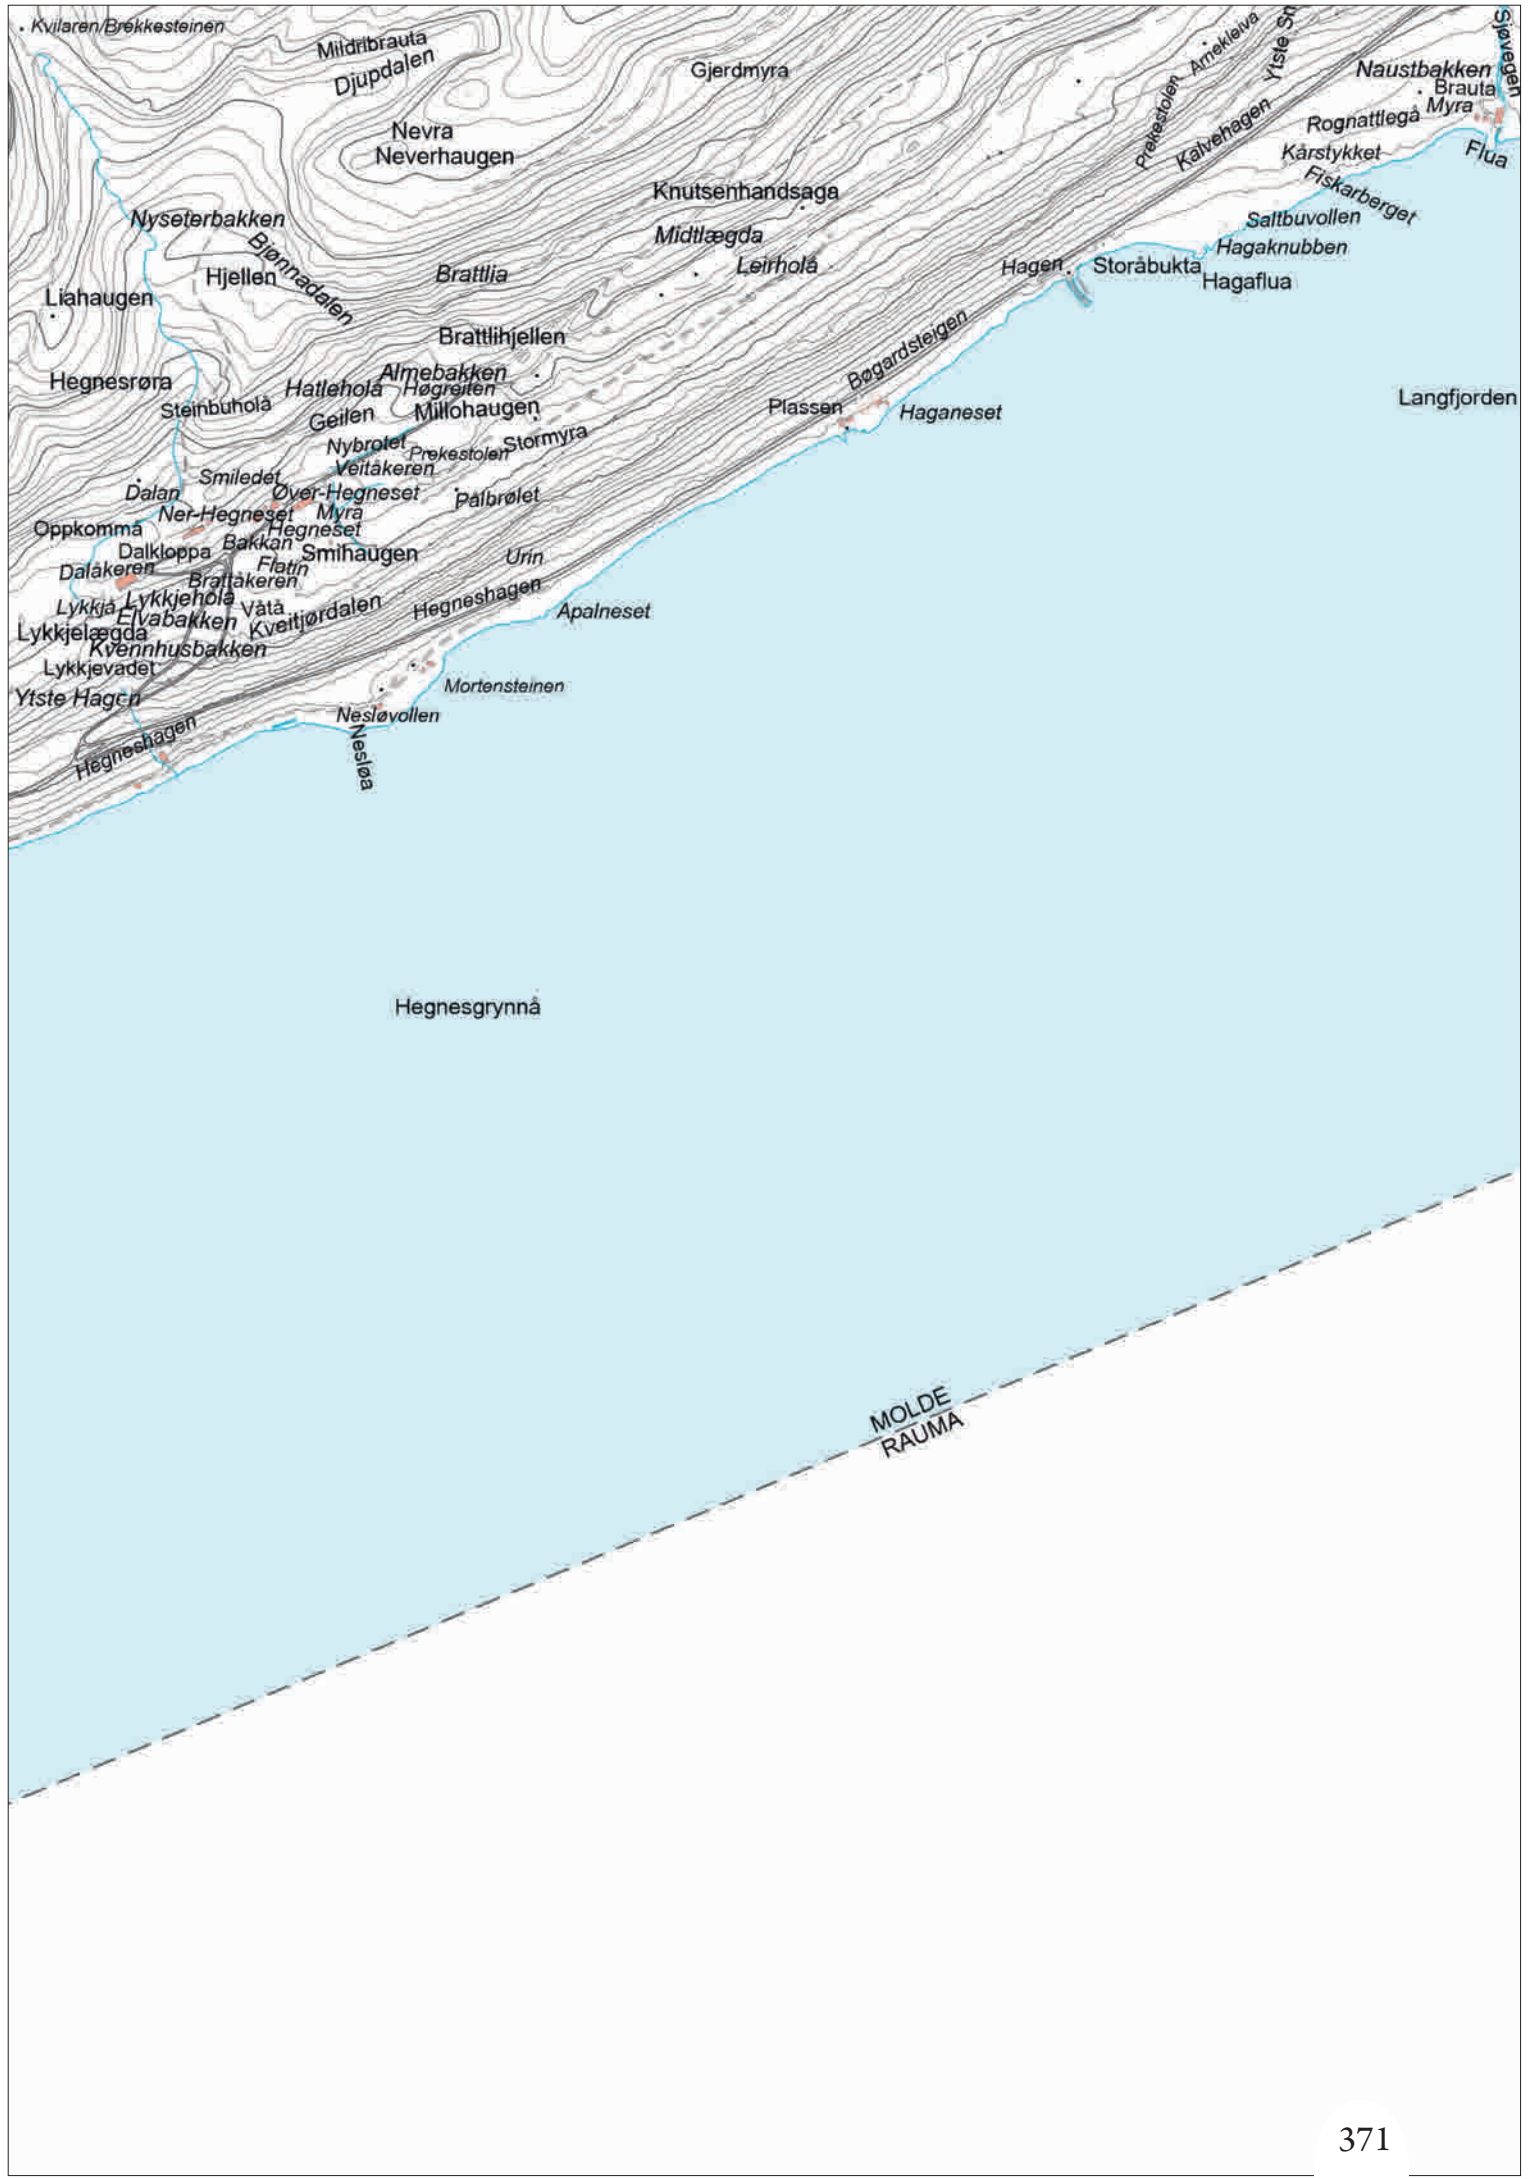 Kvilaren/Brekkesteinen
Mildribrauta
Djupdalen
Gjerdmyra
Arnekleiva
Ytste Sn
Sjøvegen
Naustbakken
Brauta
Myra
Rognattlegå
Prekestolen
Kalvehagen
Kårstykket
Flua
Fiskarberget
Nevra
Neverhaugen
Knutsenhandsaga
Midtlægda
Leirholå
Saltbuvollen
Hagaknubben
Hagen
Storåbukta
Hagaflua
Nyseterbakken
Bjønnadalen
Hjellen
Brattlia
Liahaugen
Brattlihjellen
Bøgardsteigen
Hegnesrøra
Almebakken
Hatleholå
Høgreiten
Steinbuholå
Geilen
Millohaugen
Plassen
Haganeset
Langfjorden
Nybrotet
Prekestolen
Stormyra
Veitåkeren
Smiledet
Dalan
Øver-Hegneset
Pålbrølet
Ner-Hegneset
Myra
Oppkommå
Hegneset
Bakkan
Dalkloppa
Smihaugen
Urin
Dalåkeren
Flatin
Brattåkeren
Hegneshagen
Lykkjå
Lykkjeholå
Våtå
Elvabakken
Kveitjørdalen
Apalneset
Lykkjelægda
Kvennhusbakken
Lykkjevadet
Ytste Hagen
Mortensteinen
Nesløvollen
Hegneshagen
Nesløa
Hegnesgrynnå
MOLDE
RAUMA
371